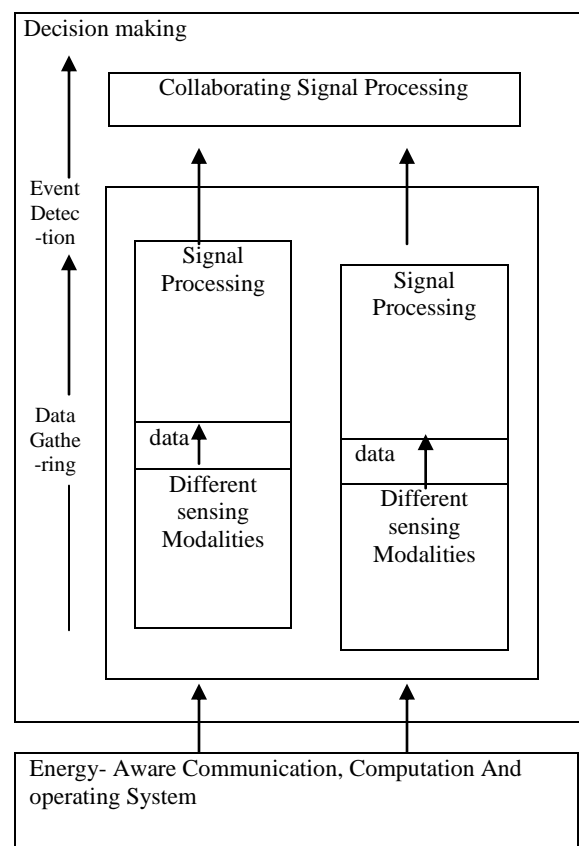 Decision making
Collaborating Signal Processing
Event
Detec
-tion
Signal
Processing
Signal
Processing
Data
Gathe
-ring
data
data
Different
sensing
Modalities
Different
sensing
Modalities
Energy- Aware Communication, Computation And
operating System